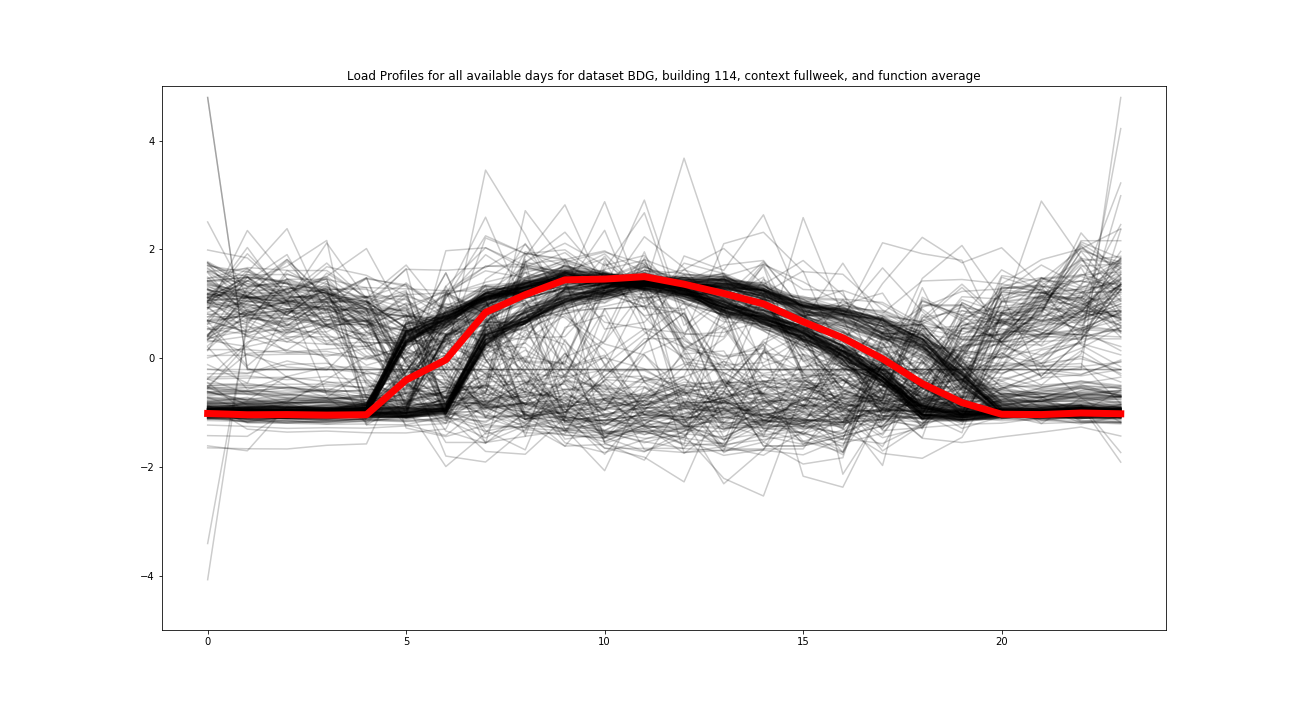 Load Profiles for all available days for dataset BDG, building 114, context fullweek, and function average
4
2
0
−2
−4
0 5 10 15 20